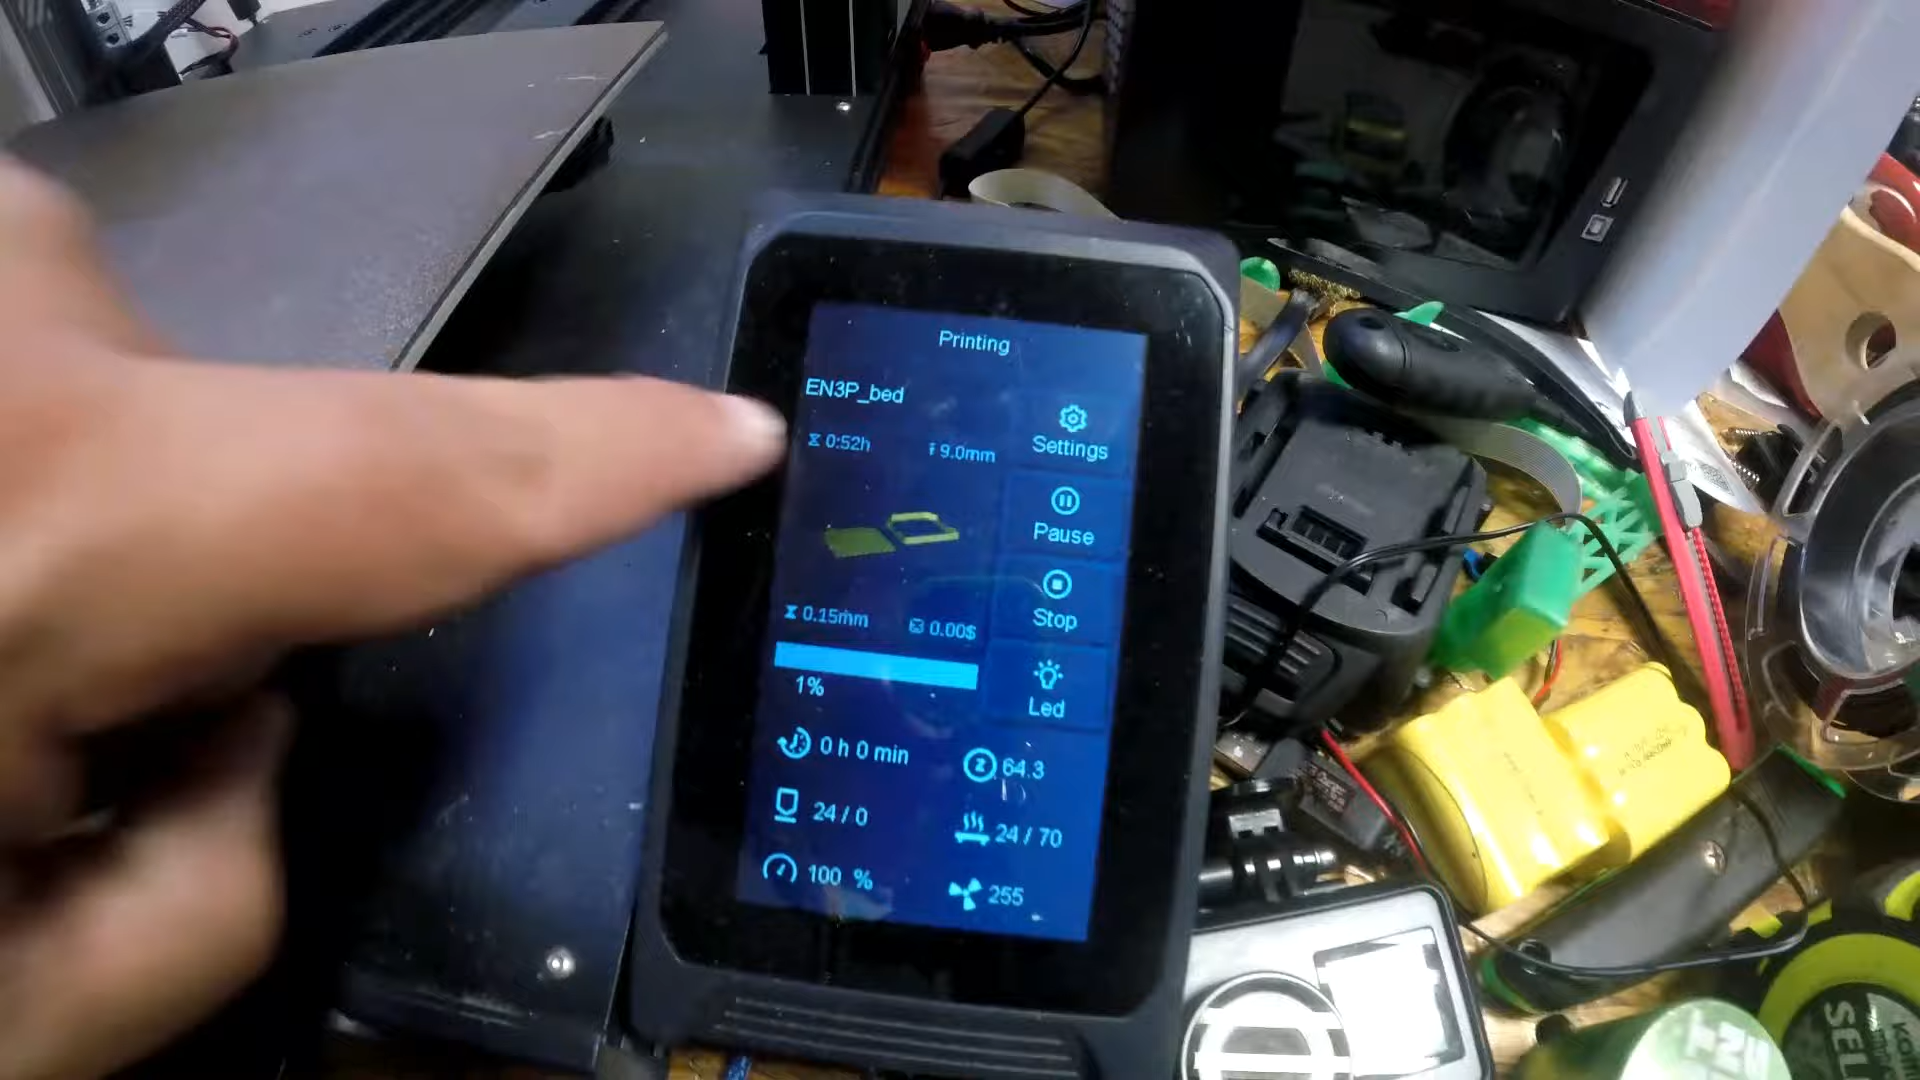 Printing
EN3P_bed
0:52h
9.0mm
Settings
Pause
0.15mm
0.00$
Stop
1%
Led
0 h 0 min
64.3
24 / 0
24 / 70
100 %
255
SEL